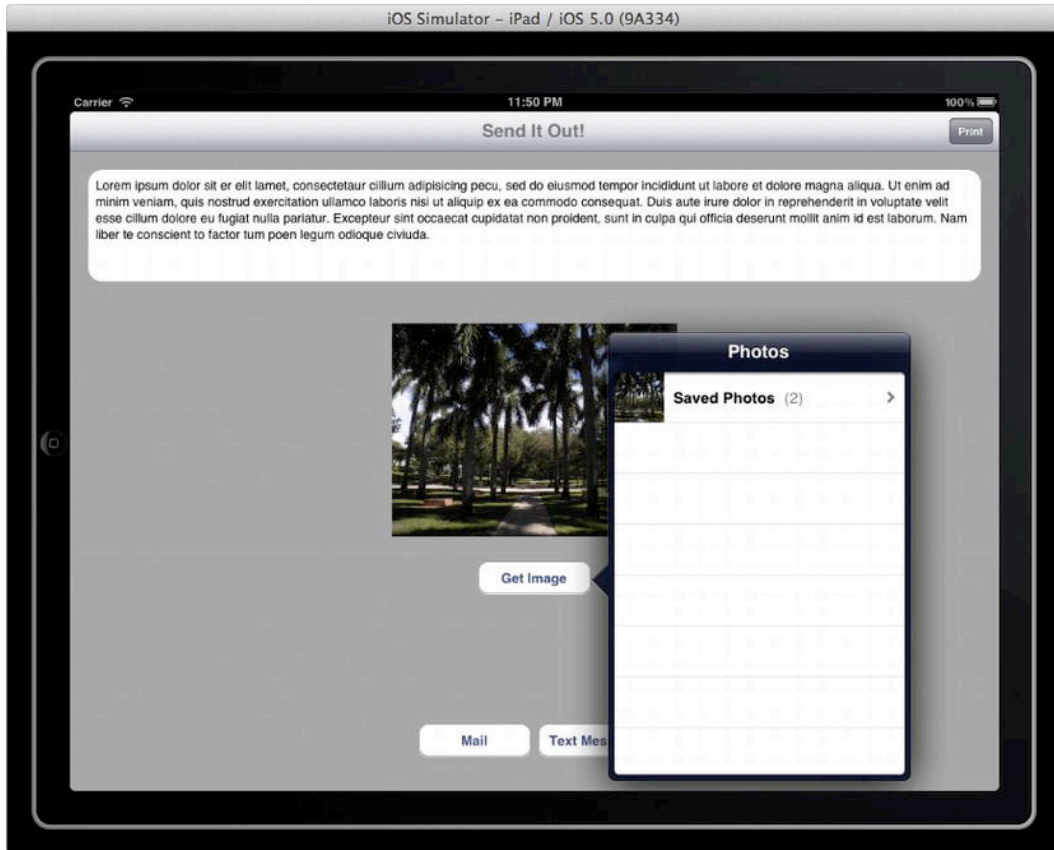 iOS Simulator – iPad / iOS 5.0 (9A334)
Carrier 11:50 PM 100%
Send It Out! Print
Lorem ipsum dolor sit er elit lamet, consectetaur cillium adipisicing pecu, sed do eiusmod tempor incididunt ut labore et dolore magna aliqua. Ut enim ad
minim veniam, quis nostrud exercitation ullamco laboris nisi ut aliquip ex ea commodo consequat. Duis aute irure dolor in reprehenderit in voluptate velit
esse cillum dolore eu fugiat nulla pariatur. Excepteur sint occaecat cupidatat non proident, sunt in culpa qui officia deserunt mollit anim id est laborum. Nam
liber te conscient to factor tum poen legum odioque civiuda.
Photos
Saved Photos (2)
Get Image
Mail Text Mes